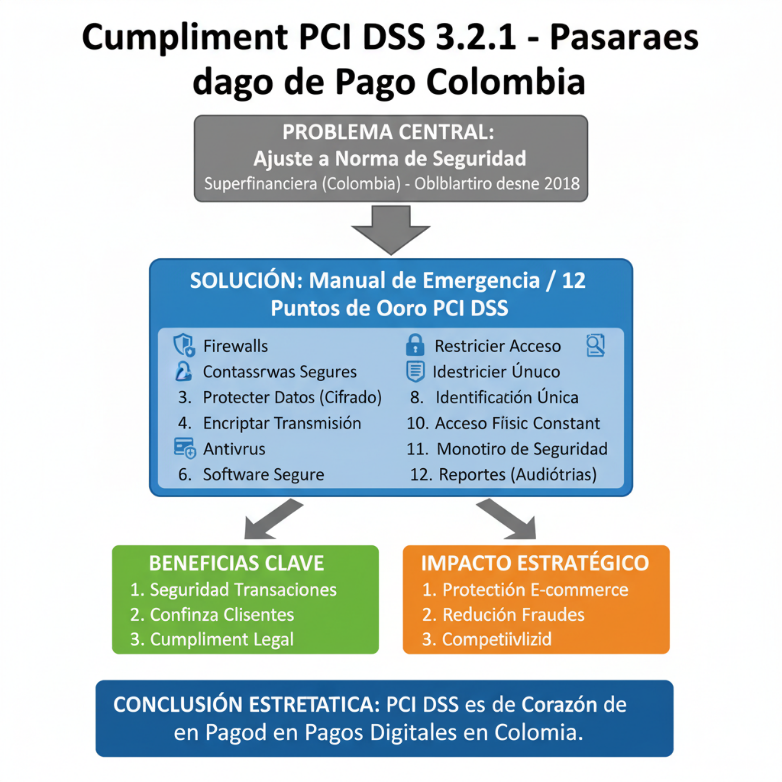 Cumpliment PCI DSS 3.2.1 - Pasaraes
dago de Pago Colombia
PROBLEMA CENTRAL:
Ajuste a Norma de Seguridad
Superfinanciera (Colombia) - Oblblartiro desne 2018
SOLUCIÓN: Manual de Emergencia / 12
Puntos de Ooro PCI DSS
Firewalls
Contassrwas Segures
3. Protecter Datos (Cifrado)
4. Encriptar Transmisión
Antivrus
6. Software Segure
Restricier Acceso
Idestricier Únuco
8. Identificación Única
10. Acceso Fíisic Constant
11. Monotiro de Seguridad
12. Reportes (Audiótrias)
BENEFICIAS CLAVE
1. Seguridad Transaciones
2. Confinza Clisentes
3. Cumpliment Legal
IMPACTO ESTRATÉGICO
1. Protectión E-commerce
2. Redución Fraudes
3. Competiivlizid
CONCLUSIÓN ESTRETATICA: PCI DSS es de Corazón de
en Pagod en Pagos Digitales en Colomia.